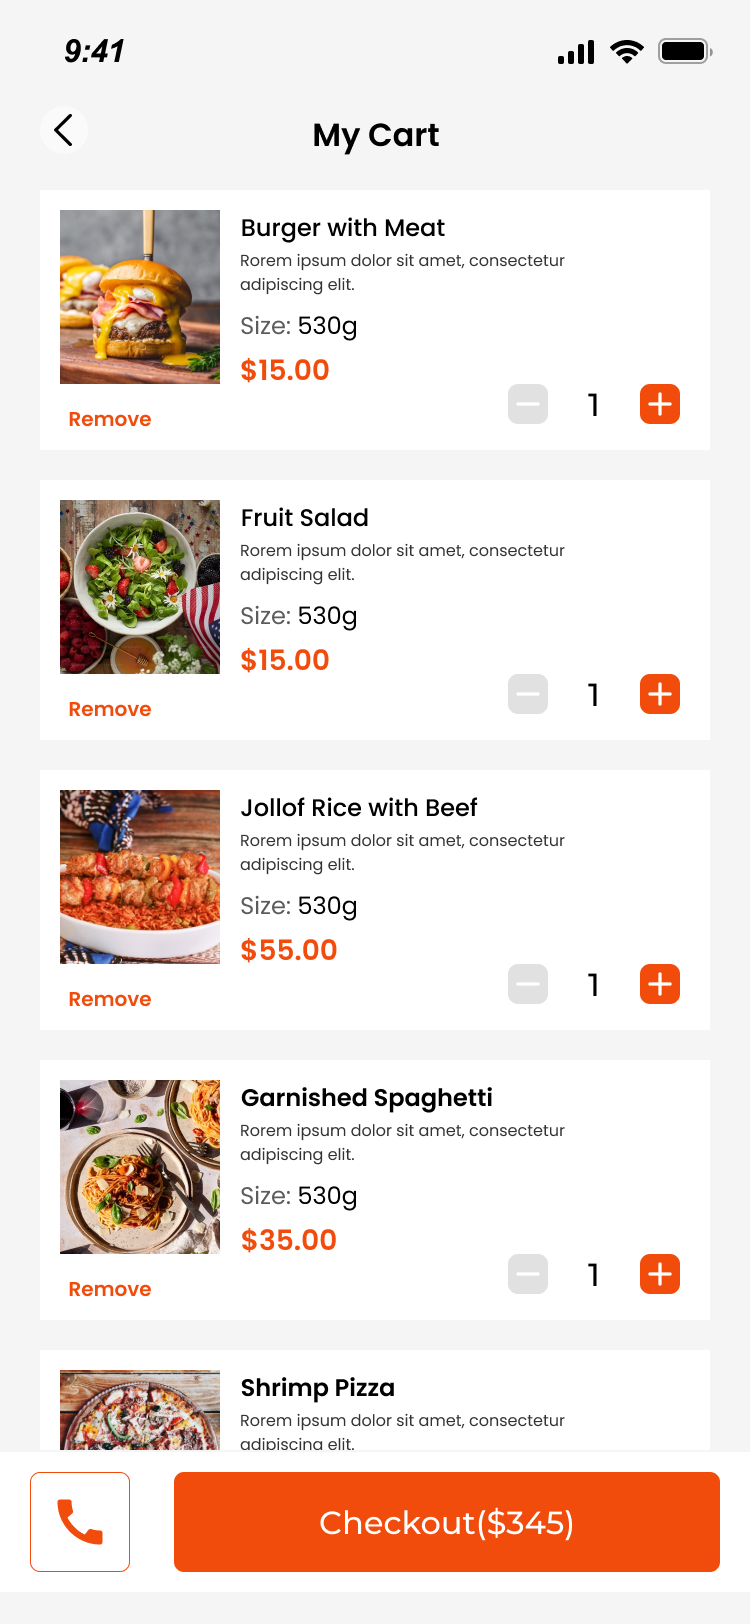 9:41
My Cart
Burger with Meat
Rorem ipsum dolor sit amet, consectetur
adipiscing elit.
Size: 530g
$15.00
Remove
1
Fruit Salad
Rorem ipsum dolor sit amet, consectetur
adipiscing elit.
Size: 530g
$15.00
Remove
1
Jollof Rice with Beef
Rorem ipsum dolor sit amet, consectetur
adipiscing elit.
Size: 530g
$55.00
Remove
1
Garnished Spaghetti
Rorem ipsum dolor sit amet, consectetur
adipiscing elit.
Size: 530g
$35.00
Remove
1
Shrimp Pizza
Rorem ipsum dolor sit amet, consectetur
adipiscing elit.
Checkout($345)